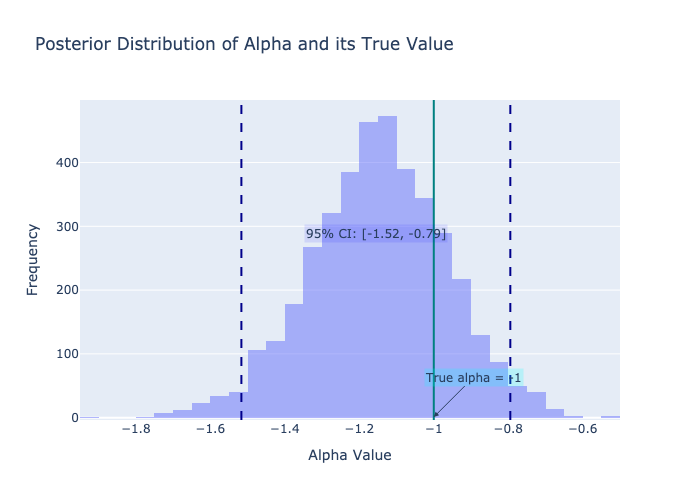 Posterior Distribution of Alpha and its True Value
Frequency
400
300
200
100
0
95% CI: [-1.52, -0.79]
True alpha = -1
−1.8
−1.6
−1.4
−1.2
−1
−0.8
−0.6
Alpha Value